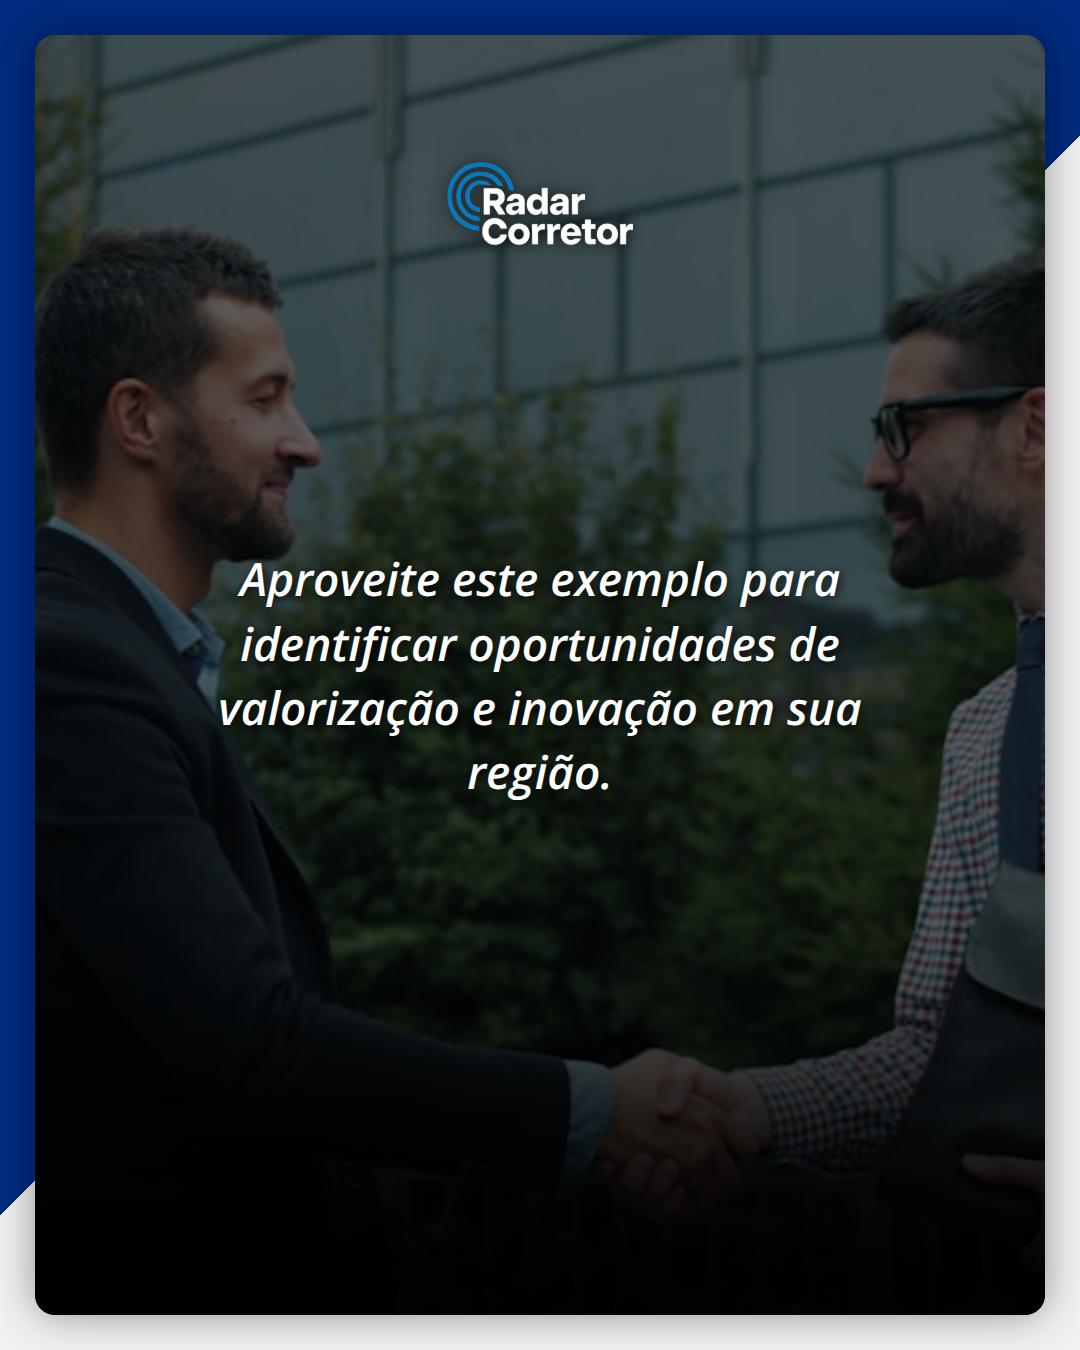 Radar
Corretor
Aproveite este exemplo para
identificar oportunidades de
valorização e inovação em sua
região.